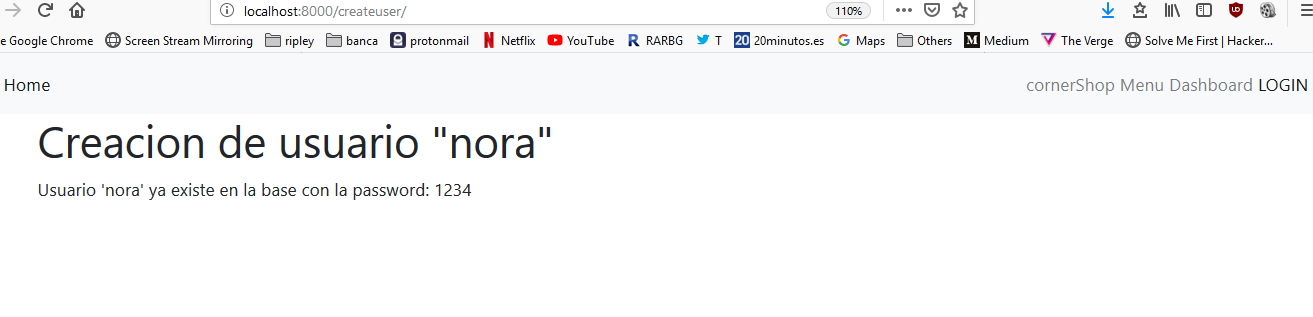 localhost:8000/createuser/ 110%
e Google Chrome Screen Stream Mirroring ripley banca protonmail Netflix YouTube RARBG T 20minutos.es Maps Others Medium The Verge Solve Me First | Hacker...
Home cornerShop Menu Dashboard LOGIN
Creacion de usuario "nora"
Usuario 'nora' ya existe en la base con la password: 1234